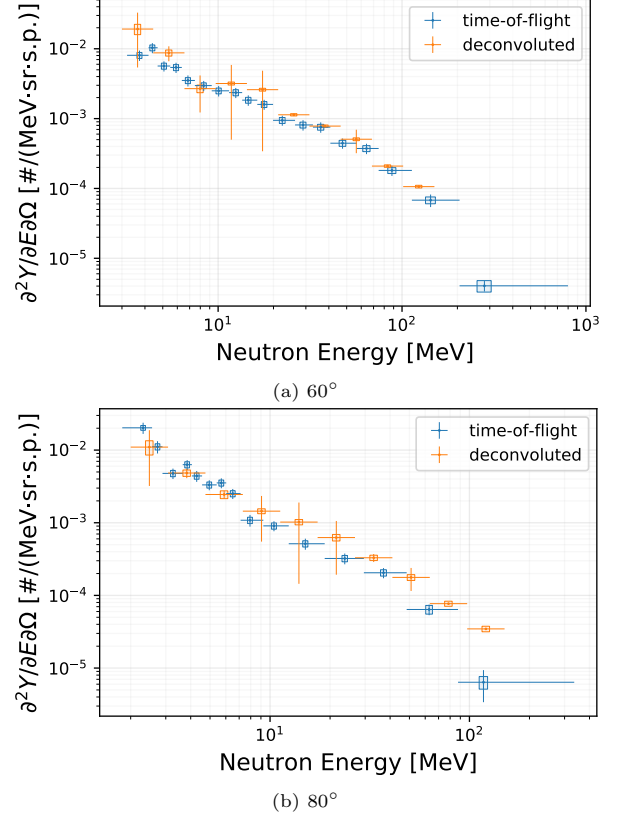 ∂²Y/∂E∂Ω [#/(MeV·sr·s.p.)]
10⁻²
10⁻³
10⁻⁴
10⁻⁵
time-of-flight
deconvoluted
10¹ 10² 10³
Neutron Energy [MeV]
(a) 60°
∂²Y/∂E∂Ω [#/(MeV·sr·s.p.)]
10⁻²
10⁻³
10⁻⁴
10⁻⁵
time-of-flight
deconvoluted
10¹ 10²
Neutron Energy [MeV]
(b) 80°